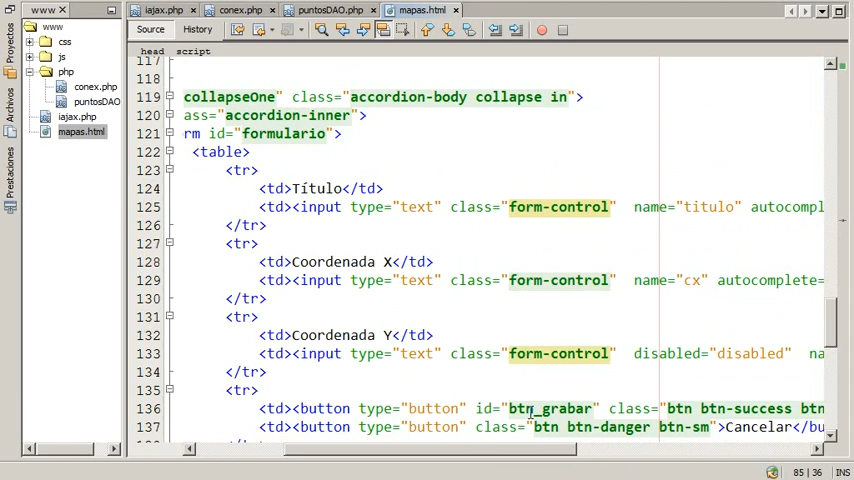 www
iajax.php
conex.php
puntosDAO.php
mapas.html
Proyectos
Archivos
Prestaciones
www
css
js
php
conex.php
puntosDAO
iajax.php
mapas.html
Source
History
head script
117
118
119 collapseOne" class="accordion-body collapse in">
120 ass="accordion-inner">
121 rm id="formulario">
122 <table>
123 <tr>
124 <td>Título</td>
125 <td><input type="text" class="form-control" name="titulo" autocompl
126 </tr>
127 <tr>
128 <td>Coordenada X</td>
129 <td><input type="text" class="form-control" name="cx" autocomplete=
130 </tr>
131 <tr>
132 <td>Coordenada Y</td>
133 <td><input type="text" class="form-control" disabled="disabled" na
134 </tr>
135 <tr>
136 <td><button type="button" id="btn_grabar" class="btn btn-success btn
137 <td><button type="button" class="btn btn-danger btn-sm">Cancelar</bu
85 | 36
INS